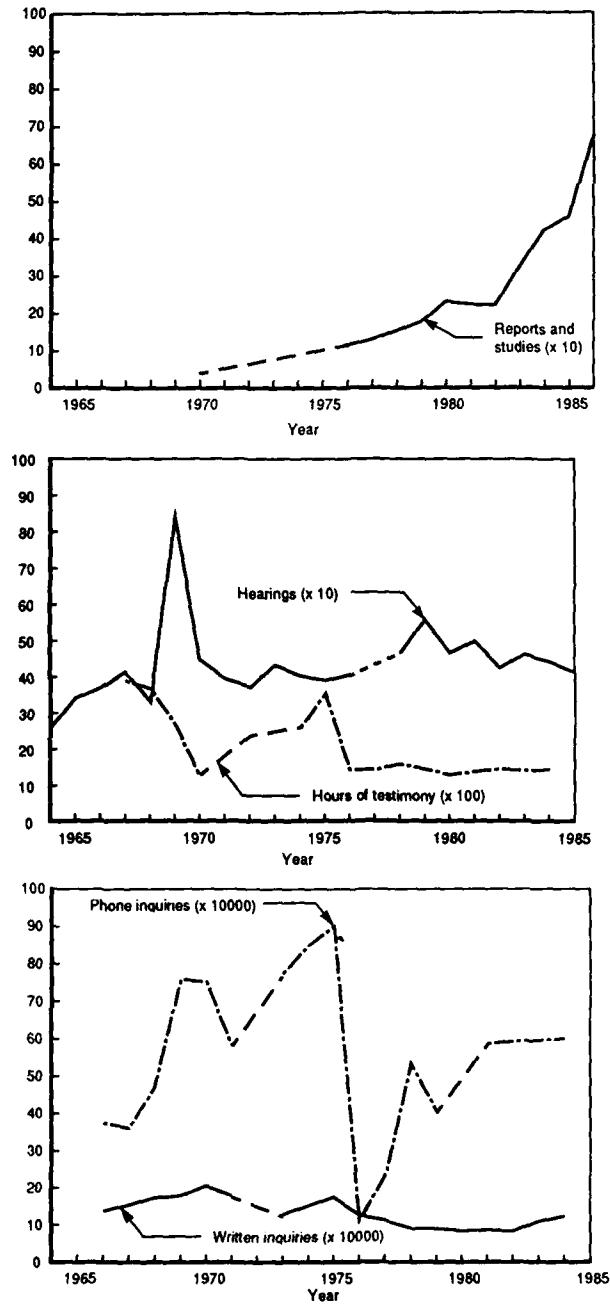 100
90
80
70
60
50
40
30
20
10
0
Reports and
studies (x 10)
1965 1970 1975 1980 1985
Year
100
90
80
70
60
50
40
30
20
10
0
Hearings (x 10)
Hours of testimony (x 100)
1965 1970 1975 1980 1985
Year
100
90
80
70
60
50
40
30
20
10
0
Phone inquiries (x 10000)
Written inquiries (x 10000)
1965 1970 1975 1980 1985
Year